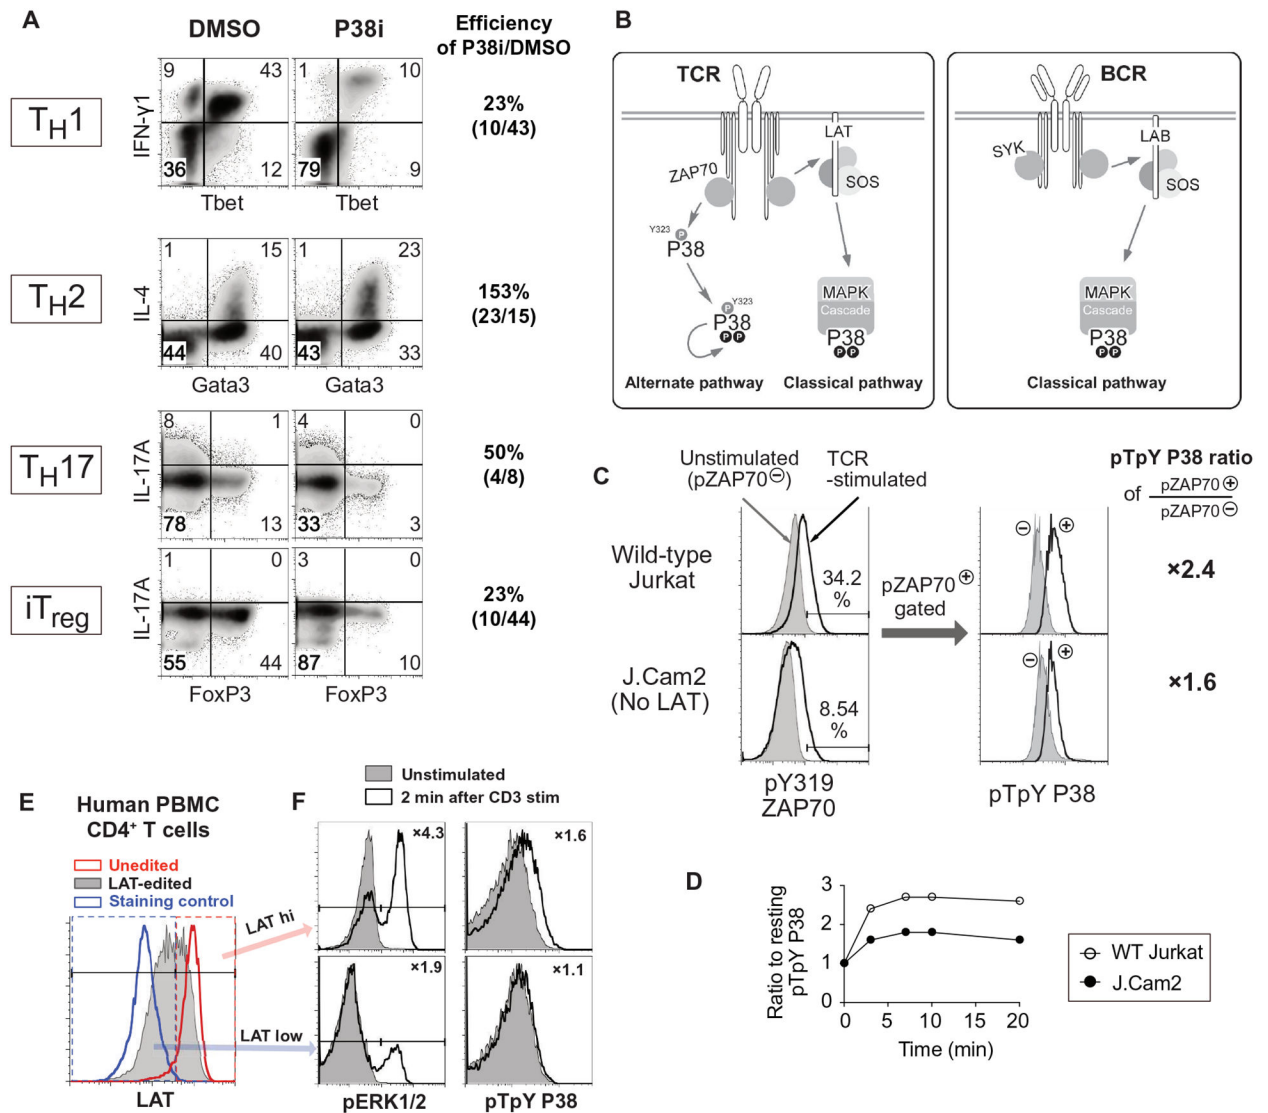 A
DMSO
P38i
Efficiency
of P38i/DMSO
TH1
IFN-γ1
9
43
36
12
Tbet
1
10
79
9
Tbet
23%
(10/43)
TH2
IL-4
1
15
44
40
Gata3
1
23
43
33
Gata3
153%
(23/15)
TH17
IL-17A
8
1
78
13
4
0
33
3
50%
(4/8)
iTreg
IL-17A
1
0
55
44
FoxP3
3
0
87
10
FoxP3
23%
(10/44)
B
TCR
LAT
ZAP70
SOS
Y323
P
P38
P
Y323
P38
P P
MAPK
Cascade
P38
P P
Alternate pathway
Classical pathway
BCR
SYK
LAB
SOS
MAPK
Cascade
P38
P P
Classical pathway
C
Unstimulated
(pZAP70⊖)
TCR
-stimulated
pTpY P38 ratio
of pZAP70⊕
pZAP70⊖
Wild-type
Jurkat
34.2
%
pZAP70⊕
gated
− +
×2.4
J.Cam2
(No LAT)
8.54
%
− +
×1.6
pY319
ZAP70
pTpY P38
D
Ratio to resting
pTpY P38
3
2
1
0
0 5 10 15 20
Time (min)
WT Jurkat
J.Cam2
E
Human PBMC
CD4+ T cells
Unedited
LAT-edited
Staining control
LAT hi
LAT low
LAT
F
Unstimulated
2 min after CD3 stim
×4.3
×1.6
×1.9
×1.1
pERK1/2
pTpY P38